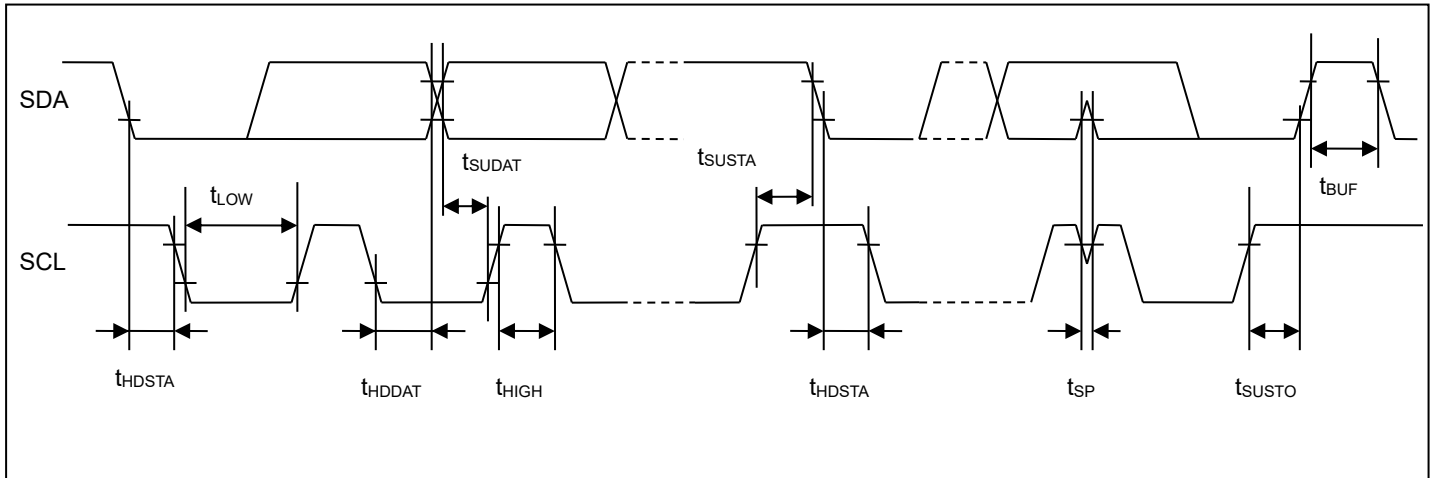 SDA
tSUDAT
tSUSTA
tBUF
tLOW
SCL
tHDSTA
tHDDAT
tHIGH
tHDSTA
tSP
tSUSTO